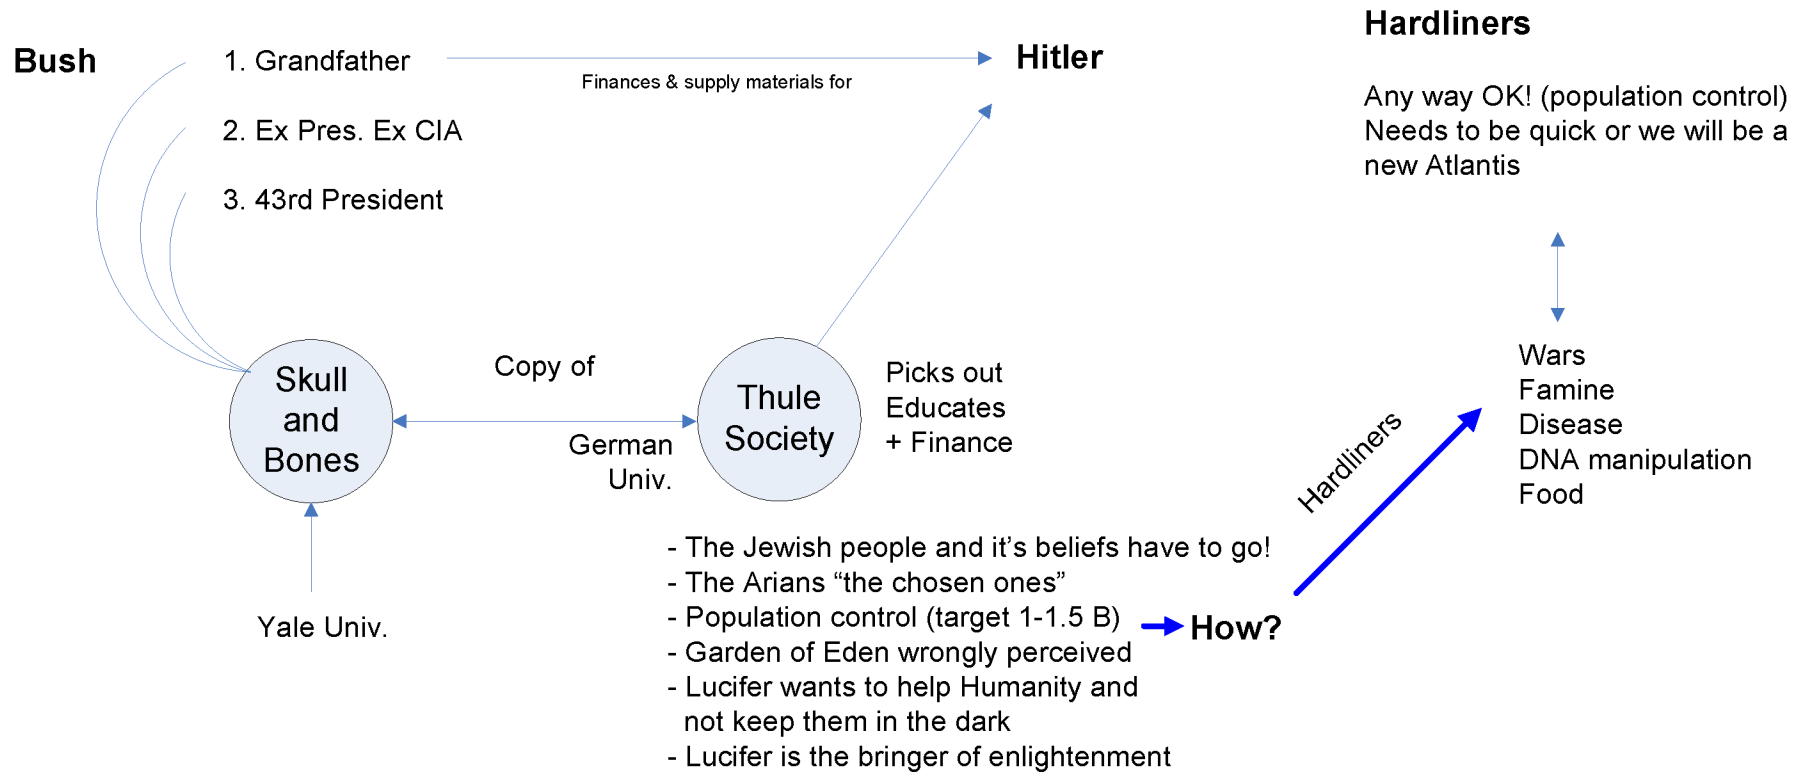 Bush
1. Grandfather
2. Ex Pres. Ex CIA
3. 43rd President
Finances & supply materials for
Hitler
Hardliners
Any way OK! (population control)
Needs to be quick or we will be a
new Atlantis
Skull
and
Bones
Copy of
German
Univ.
Thule
Society
Picks out
Educates
+ Finance
Yale Univ.
- The Jewish people and it’s beliefs have to go!
- The Arians “the chosen ones”
- Population control (target 1-1.5 B)
- Garden of Eden wrongly perceived
- Lucifer wants to help Humanity and
not keep them in the dark
- Lucifer is the bringer of enlightenment
How?
Hardliners
Wars
Famine
Disease
DNA manipulation
Food